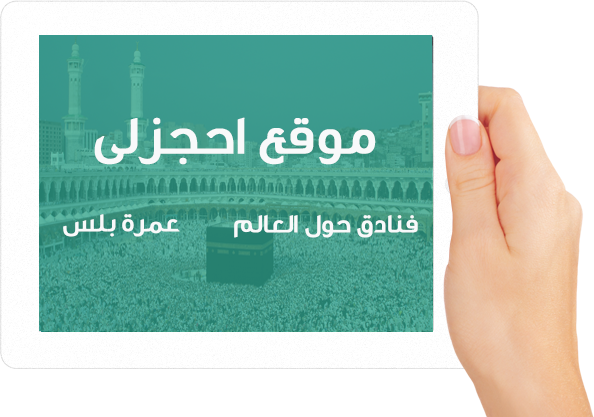 موقع احجزلى
فنادق حول العالم
عمرة بلس